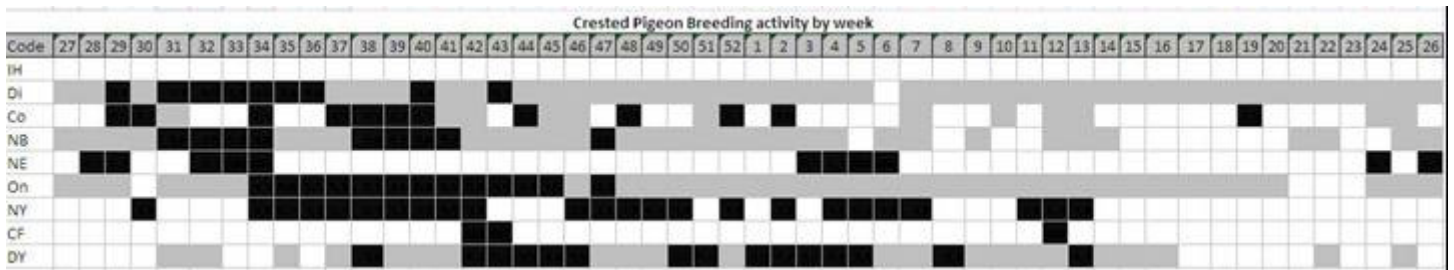 Crested Pigeon Breeding activity by week
Code 27 28 29 30 31 32 33 34 35 36 37 38 39 40 41 42 43 44 45 46 47 48 49 50 51 52 1 2 3 4 5 6 7 8 9 10 11 12 13 14 15 16 17 18 19 20 21 22 23 24 25 26
IH
Di
Co
NB
NE
On
NY
CF
DY